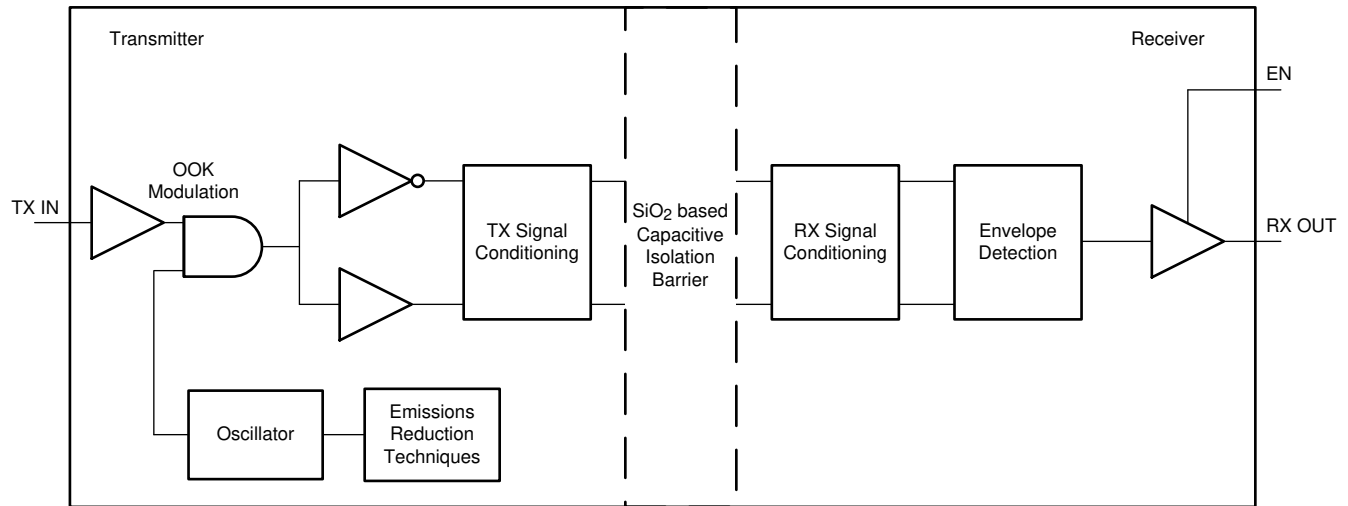 Transmitter
Receiver
EN
OOK
Modulation
TX IN
TX Signal
Conditioning
SiO2 based
Capacitive
Isolation
Barrier
RX Signal
Conditioning
Envelope
Detection
RX OUT
Oscillator
Emissions
Reduction
Techniques